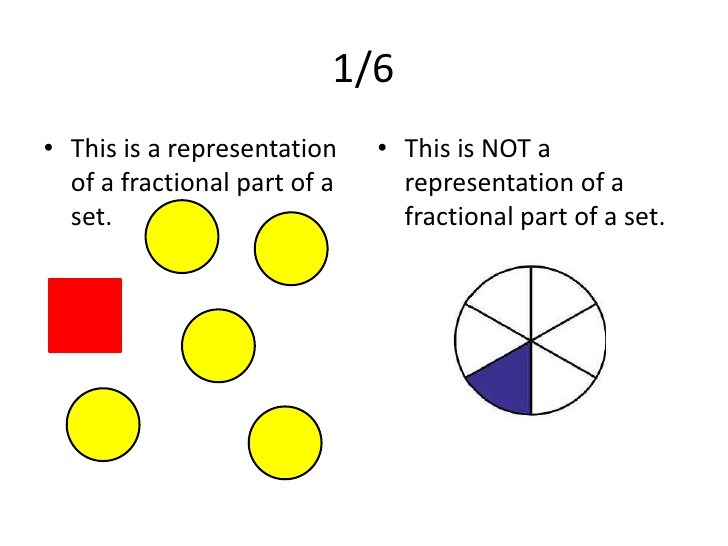 1/6
• This is a representation
of a fractional part of a
set.
• This is NOT a
representation of a
fractional part of a set.